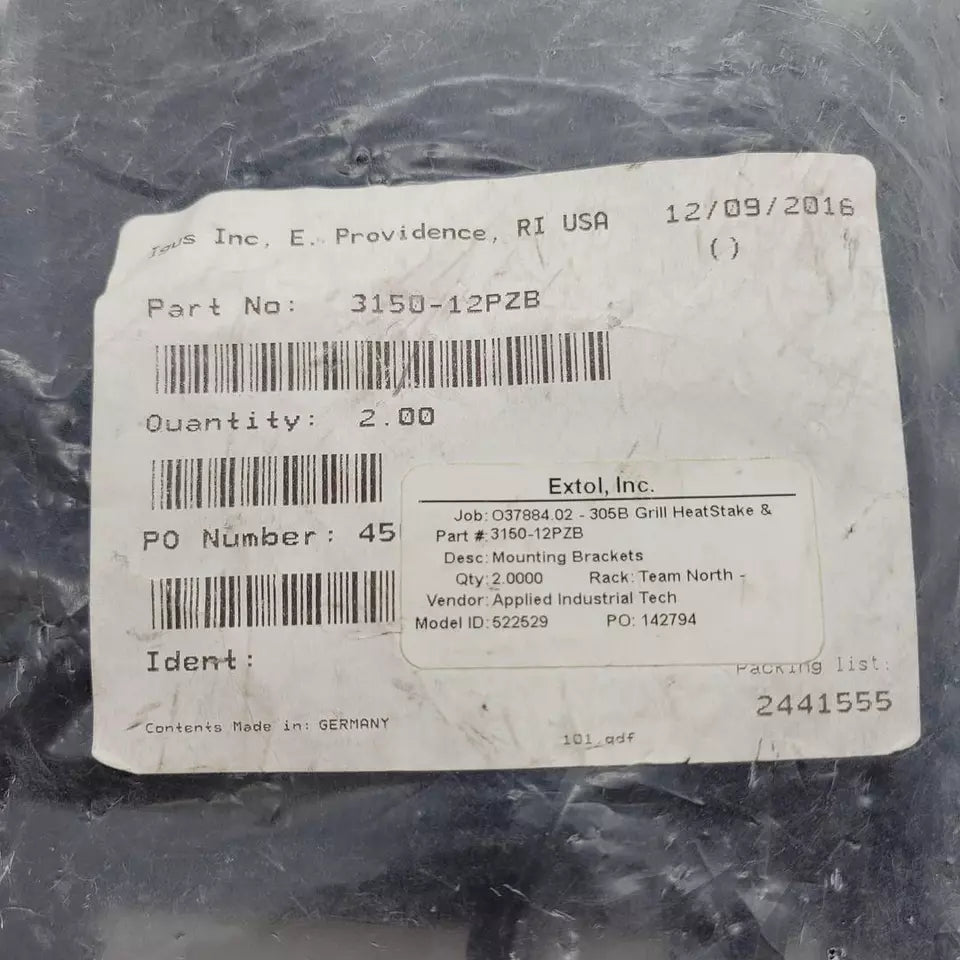 Igus Inc, E. Providence, RI USA 12/09/2016
()
Part No: 3150-12PZB
Quantity: 2.00
PO Number: 45
Extol, Inc.
Job: O37884.02 - 305B Grill HeatStake &
Part #: 3150-12PZB
Desc: Mounting Brackets
Qty: 2.0000 Rack: Team North -
Vendor: Applied Industrial Tech
Model ID: 522529 PO: 142794
Ident:
Packing list:
2441555
Contents Made in: GERMANY
101_qdf